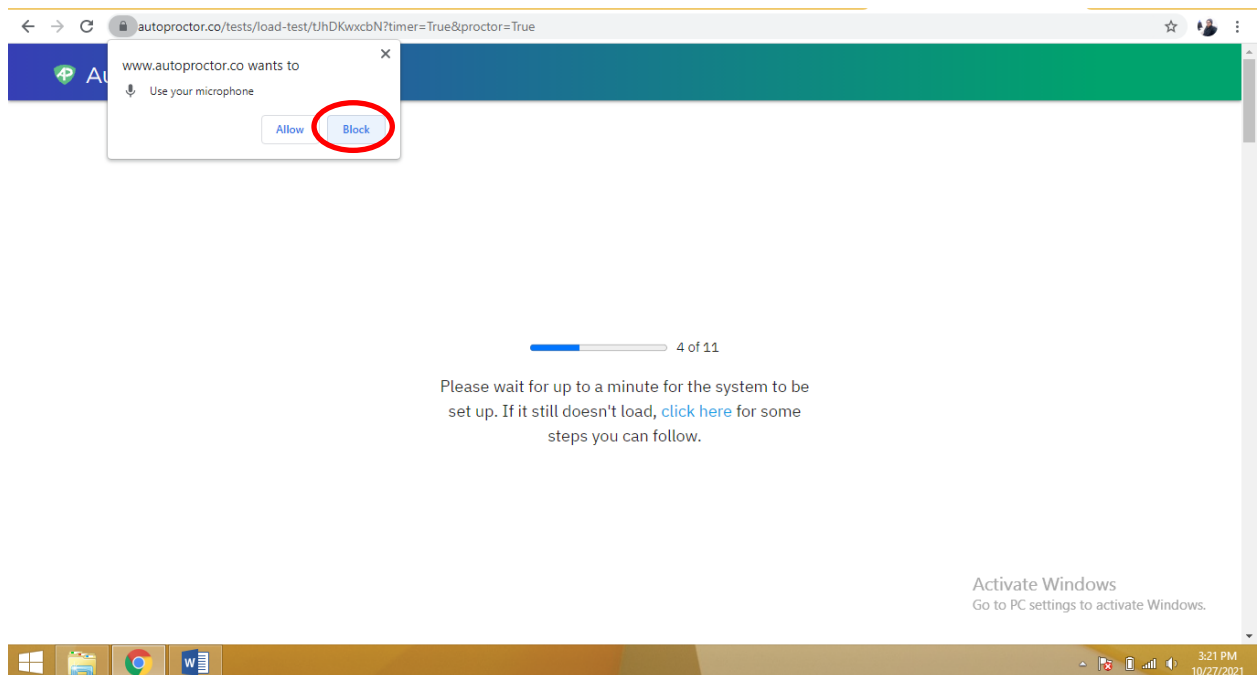 autoproctor.co/tests/load-test/tJhDKwxcbN?timer=True&proctor=True
www.autoproctor.co wants to
Use your microphone
Allow Block
4 of 11
Please wait for up to a minute for the system to be
set up. If it still doesn't load, click here for some
steps you can follow.
Activate Windows
Go to PC settings to activate Windows.
3:21 PM
10/27/2021